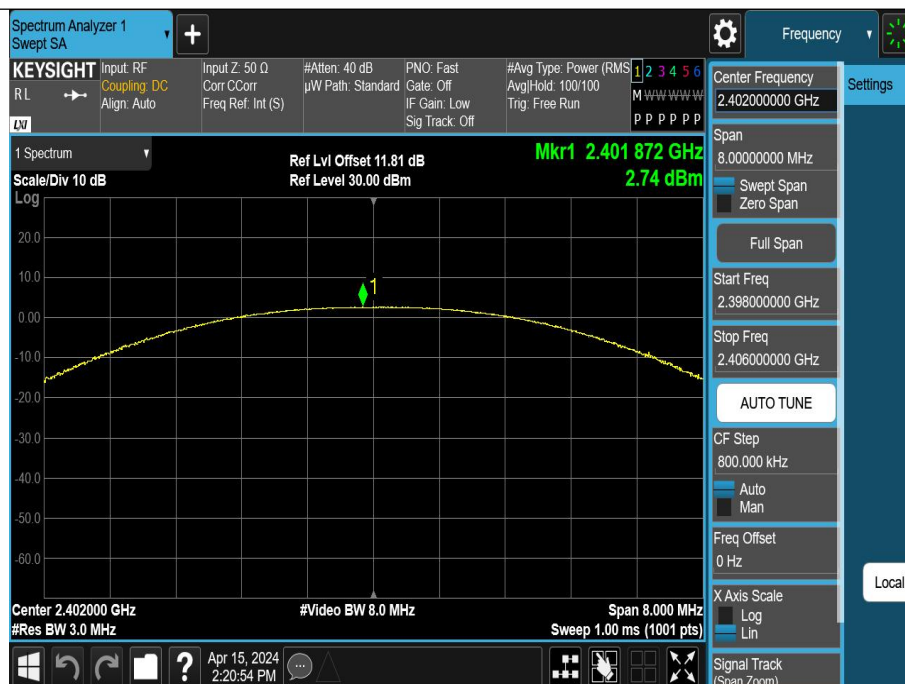 Spectrum Analyzer 1
Swept SA
Frequency
KEYSIGHT
RL
LXI
Input: RF
Coupling: DC
Align: Auto
Input Z: 50 Ω
Corr CCorr
Freq Ref: Int (S)
#Atten: 40 dB
µW Path: Standard
PNO: Fast
Gate: Off
IF Gain: Low
Sig Track: Off
#Avg Type: Power (RMS
Avg|Hold: 100/100
Trig: Free Run
1 2 3 4 5 6
M W W W W W
P P P P P P
Center Frequency
2.402000000 GHz
Settings
Span
8.00000000 MHz
Swept Span
Zero Span
Full Span
Start Freq
2.398000000 GHz
Stop Freq
2.406000000 GHz
AUTO TUNE
CF Step
800.000 kHz
Auto
Man
Freq Offset
0 Hz
X Axis Scale
Log
Lin
Local
Signal Track
(Span Zoom)
1 Spectrum
Scale/Div 10 dB
Log
Ref Lvl Offset 11.81 dB
Ref Level 30.00 dBm
Mkr1 2.401 872 GHz
2.74 dBm
20.0
10.0
1
0.00
-10.0
-20.0
-30.0
-40.0
-50.0
-60.0
Center 2.402000 GHz
#Res BW 3.0 MHz
#Video BW 8.0 MHz
Span 8.000 MHz
Sweep 1.00 ms (1001 pts)
?
Apr 15, 2024
2:20:54 PM